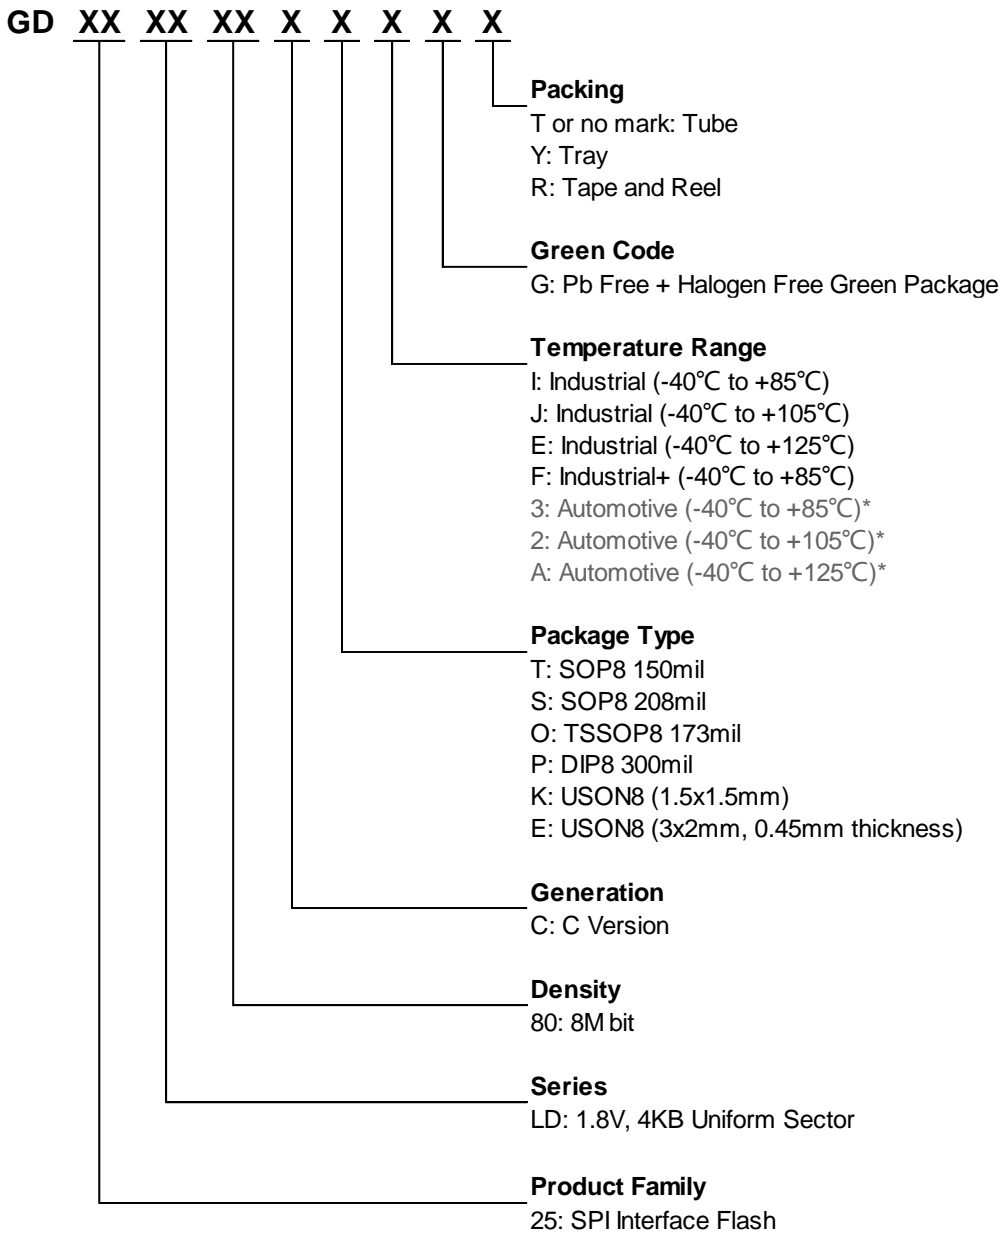 GD XX XX XX X X X X X
Packing
T or no mark: Tube
Y: Tray
R: Tape and Reel
Green Code
G: Pb Free + Halogen Free Green Package
Temperature Range
I: Industrial (-40℃ to +85℃)
J: Industrial (-40℃ to +105℃)
E: Industrial (-40℃ to +125℃)
F: Industrial+ (-40℃ to +85℃)
3: Automotive (-40℃ to +85℃)*
2: Automotive (-40℃ to +105℃)*
A: Automotive (-40℃ to +125℃)*
Package Type
T: SOP8 150mil
S: SOP8 208mil
O: TSSOP8 173mil
P: DIP8 300mil
K: USON8 (1.5x1.5mm)
E: USON8 (3x2mm, 0.45mm thickness)
Generation
C: C Version
Density
80: 8M bit
Series
LD: 1.8V, 4KB Uniform Sector
Product Family
25: SPI Interface Flash